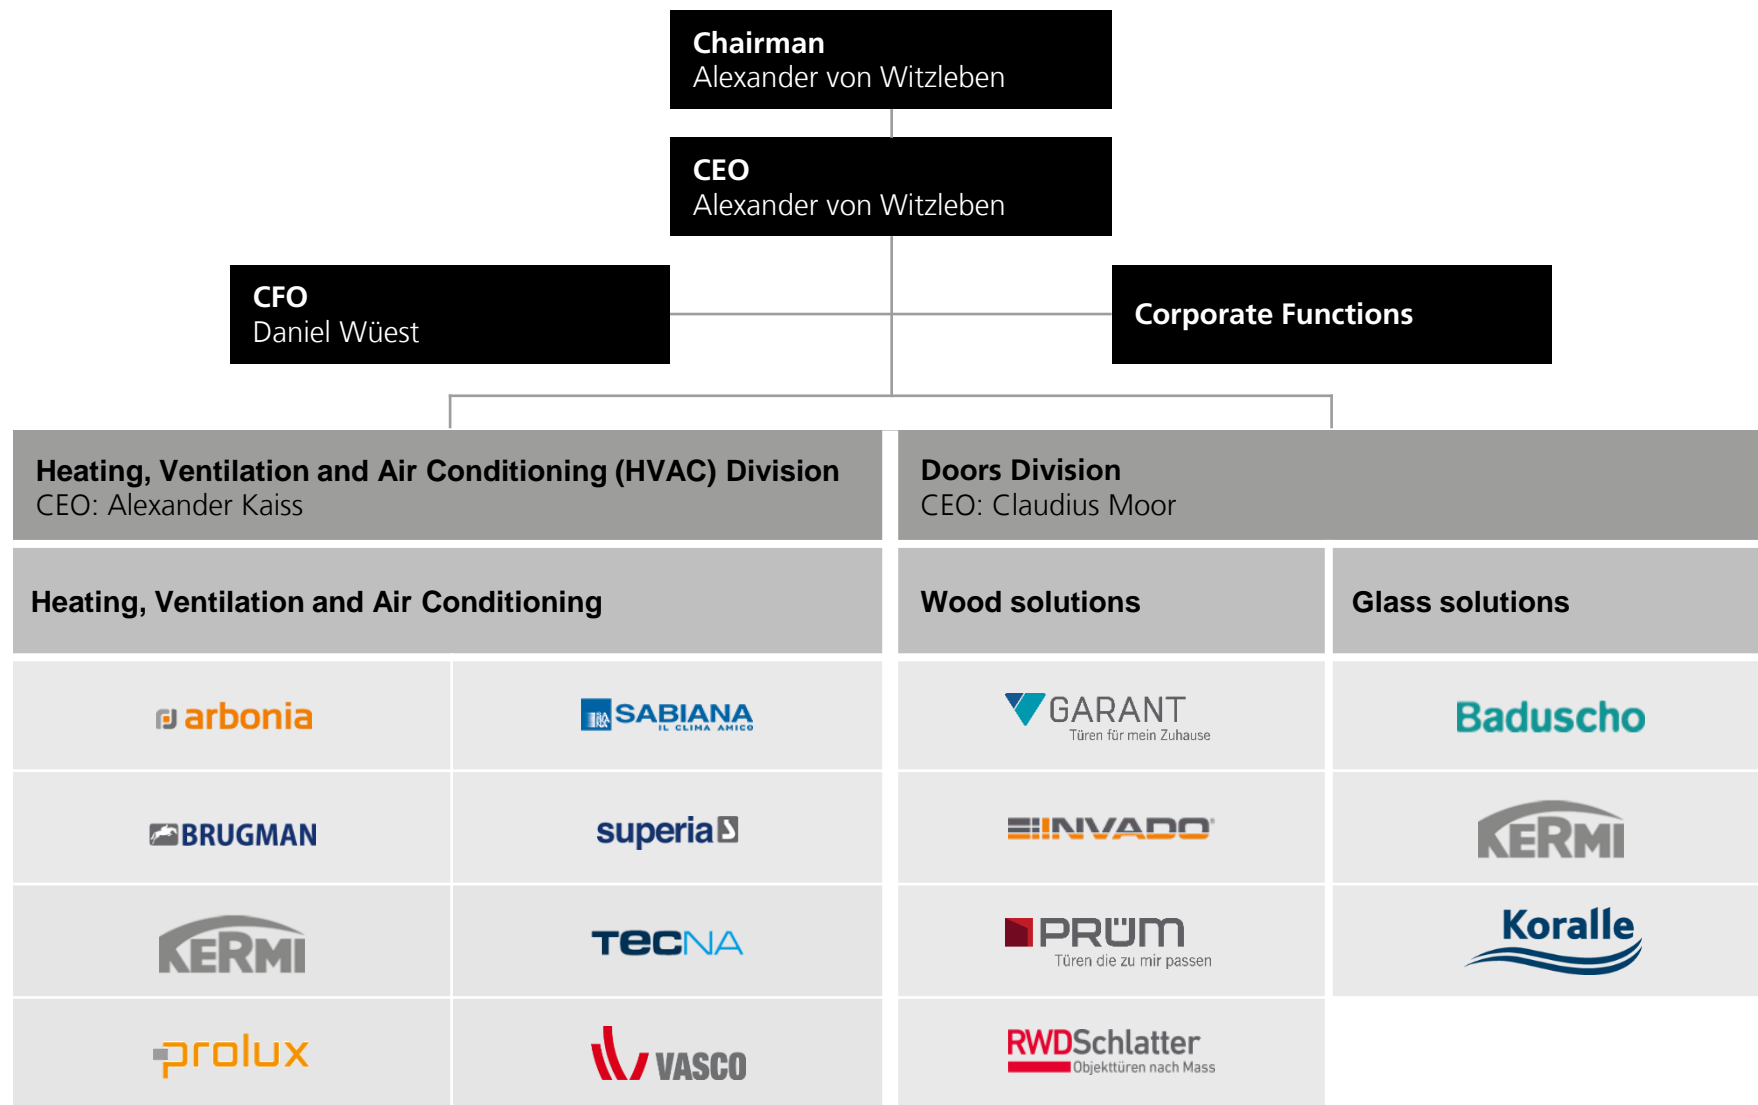 Chairman
Alexander von Witzleben
CEO
Alexander von Witzleben
CFO
Daniel Wüest
Corporate Functions
Heating, Ventilation and Air Conditioning (HVAC) Division
CEO: Alexander Kaiss
Doors Division
CEO: Claudius Moor
Heating, Ventilation and Air Conditioning
Wood solutions
Glass solutions
arbonia
SABIANA
IL CLIMA AMICO
GARANT
Türen für mein Zuhause
Baduscho
BRUGMAN
superia
INVADO®
KERMI
KERMI
TECNA
PRÜM
Türen die zu mir passen
Koralle
prolux
VASCO
RWDSchlatter
Objekttüren nach Mass